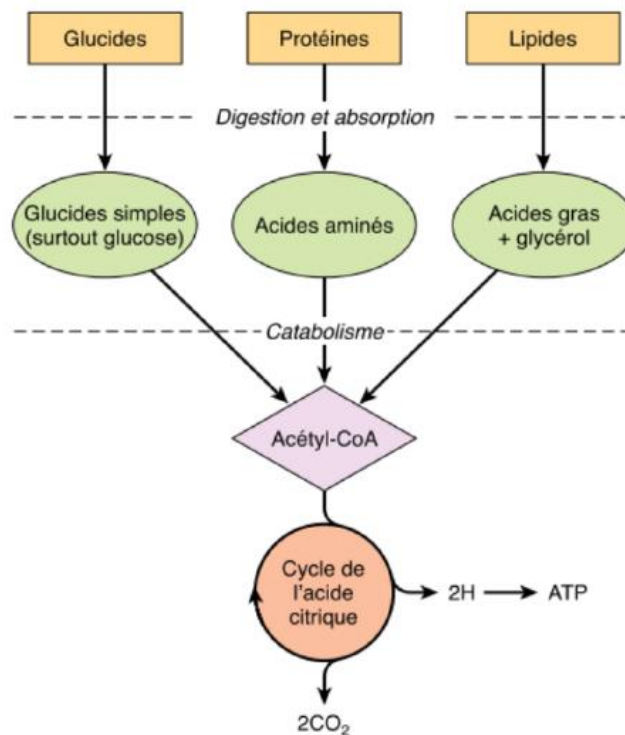 Glucides
Protéines
Lipides
Digestion et absorption
Glucides simples
(surtout glucose)
Acides aminés
Acides gras
+ glycérol
Catabolisme
Acétyl-CoA
Cycle de
l'acide
citrique
2H
ATP
2CO₂